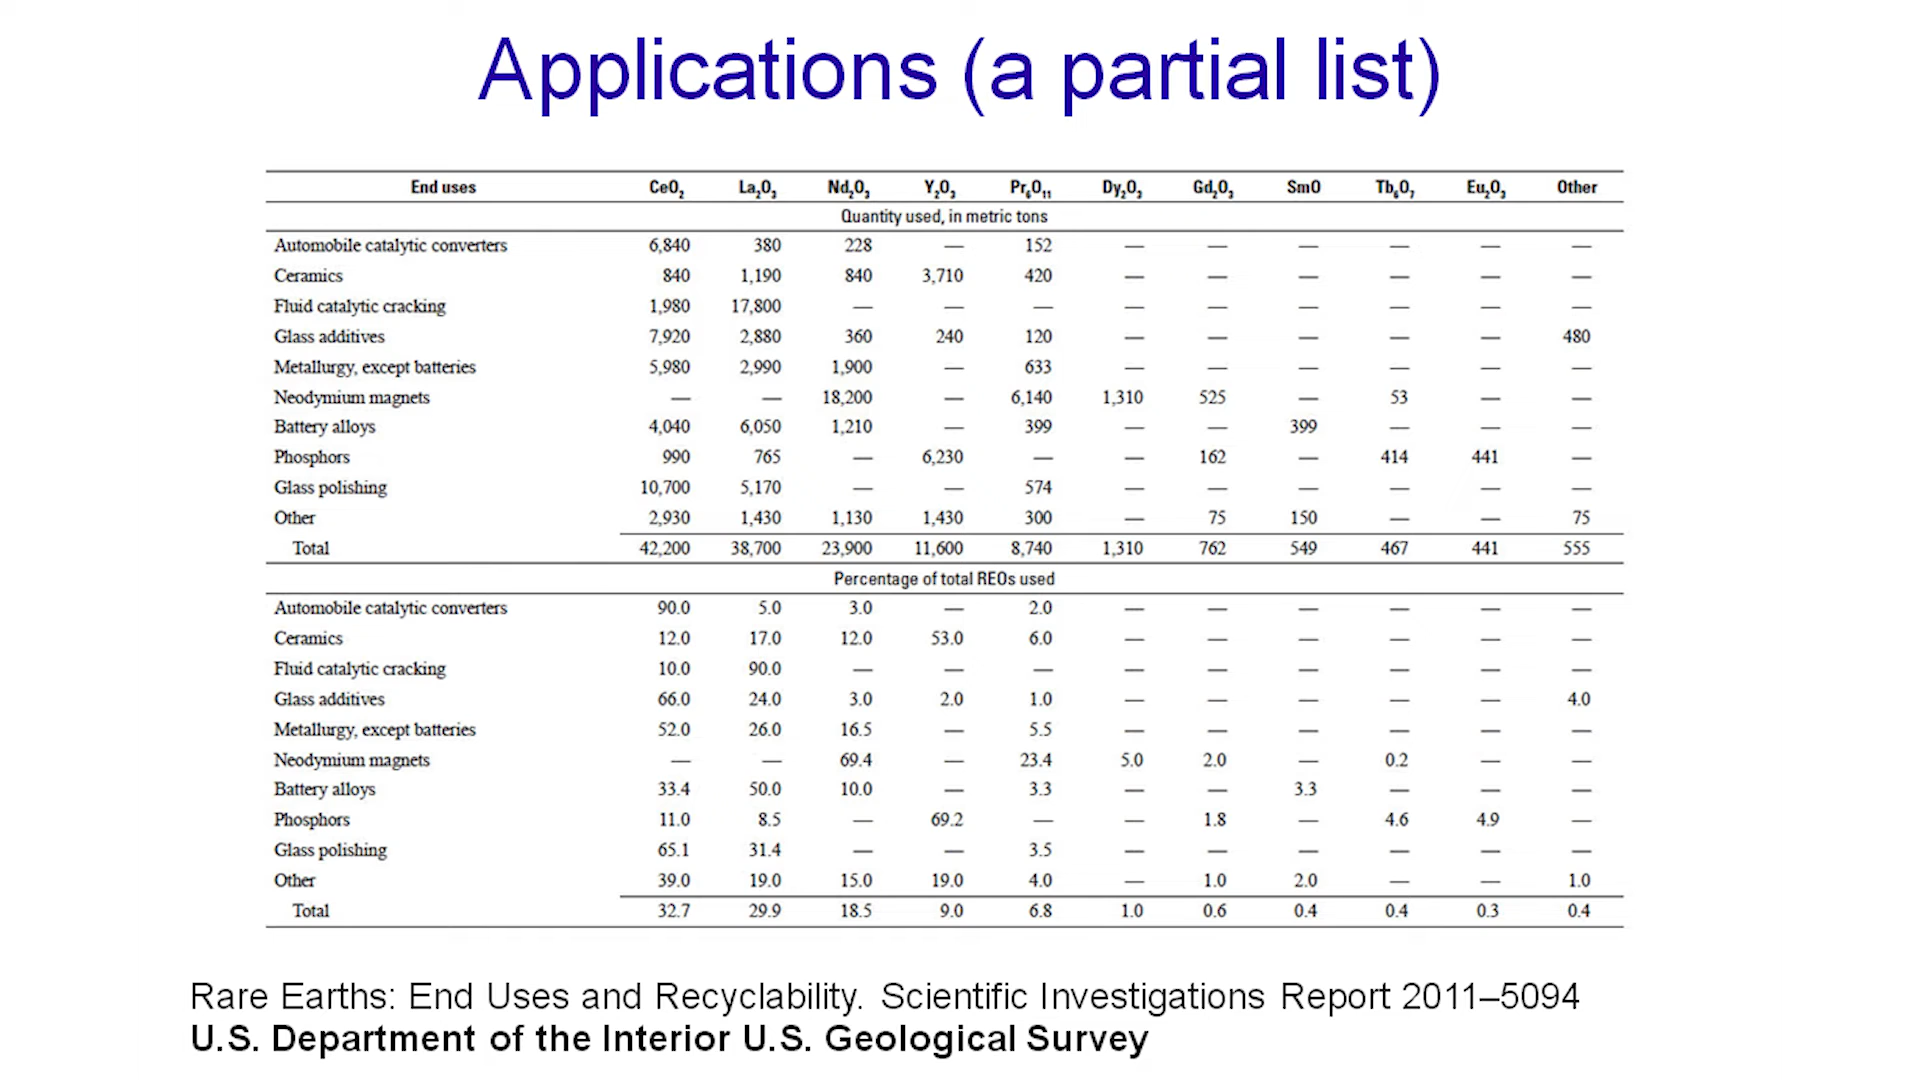 Applications (a partial list)
End uses CeO₂ La₂O₃ Nd₂O₃ Y₂O₃ Pr₆O₁₁ Dy₂O₃ Gd₂O₃ SmO Tb₆O₇ Eu₂O₃ Other
Quantity used, in metric tons
Automobile catalytic converters 6,840 380 228 — 152 — — — — — —
Ceramics 840 1,190 840 3,710 420 — — — — — —
Fluid catalytic cracking 1,980 17,800 — — — — — — — — —
Glass additives 7,920 2,880 360 240 120 — — — — — 480
Metallurgy, except batteries 5,980 2,990 1,900 — 633 — — — — — —
Neodymium magnets — — 18,200 — 6,140 1,310 525 — 53 — —
Battery alloys 4,040 6,050 1,210 — 399 — — 399 — — —
Phosphors 990 765 — 6,230 — — 162 — 414 441 —
Glass polishing 10,700 5,170 — — 574 — — — — — —
Other 2,930 1,430 1,130 1,430 300 — 75 150 — — 75
Total 42,200 38,700 23,900 11,600 8,740 1,310 762 549 467 441 555
Percentage of total REOs used
Automobile catalytic converters 90.0 5.0 3.0 — 2.0 — — — — — —
Ceramics 12.0 17.0 12.0 53.0 6.0 — — — — — —
Fluid catalytic cracking 10.0 90.0 — — — — — — — — —
Glass additives 66.0 24.0 3.0 2.0 1.0 — — — — — 4.0
Metallurgy, except batteries 52.0 26.0 16.5 — 5.5 — — — — — —
Neodymium magnets — — 69.4 — 23.4 5.0 2.0 — 0.2 — —
Battery alloys 33.4 50.0 10.0 — 3.3 — — 3.3 — — —
Phosphors 11.0 8.5 — 69.2 — — 1.8 — 4.6 4.9 —
Glass polishing 65.1 31.4 — — 3.5 — — — — — —
Other 39.0 19.0 15.0 19.0 4.0 — 1.0 2.0 — — 1.0
Total 32.7 29.9 18.5 9.0 6.8 1.0 0.6 0.4 0.4 0.3 0.4
Rare Earths: End Uses and Recyclability. Scientific Investigations Report 2011–5094
U.S. Department of the Interior U.S. Geological Survey